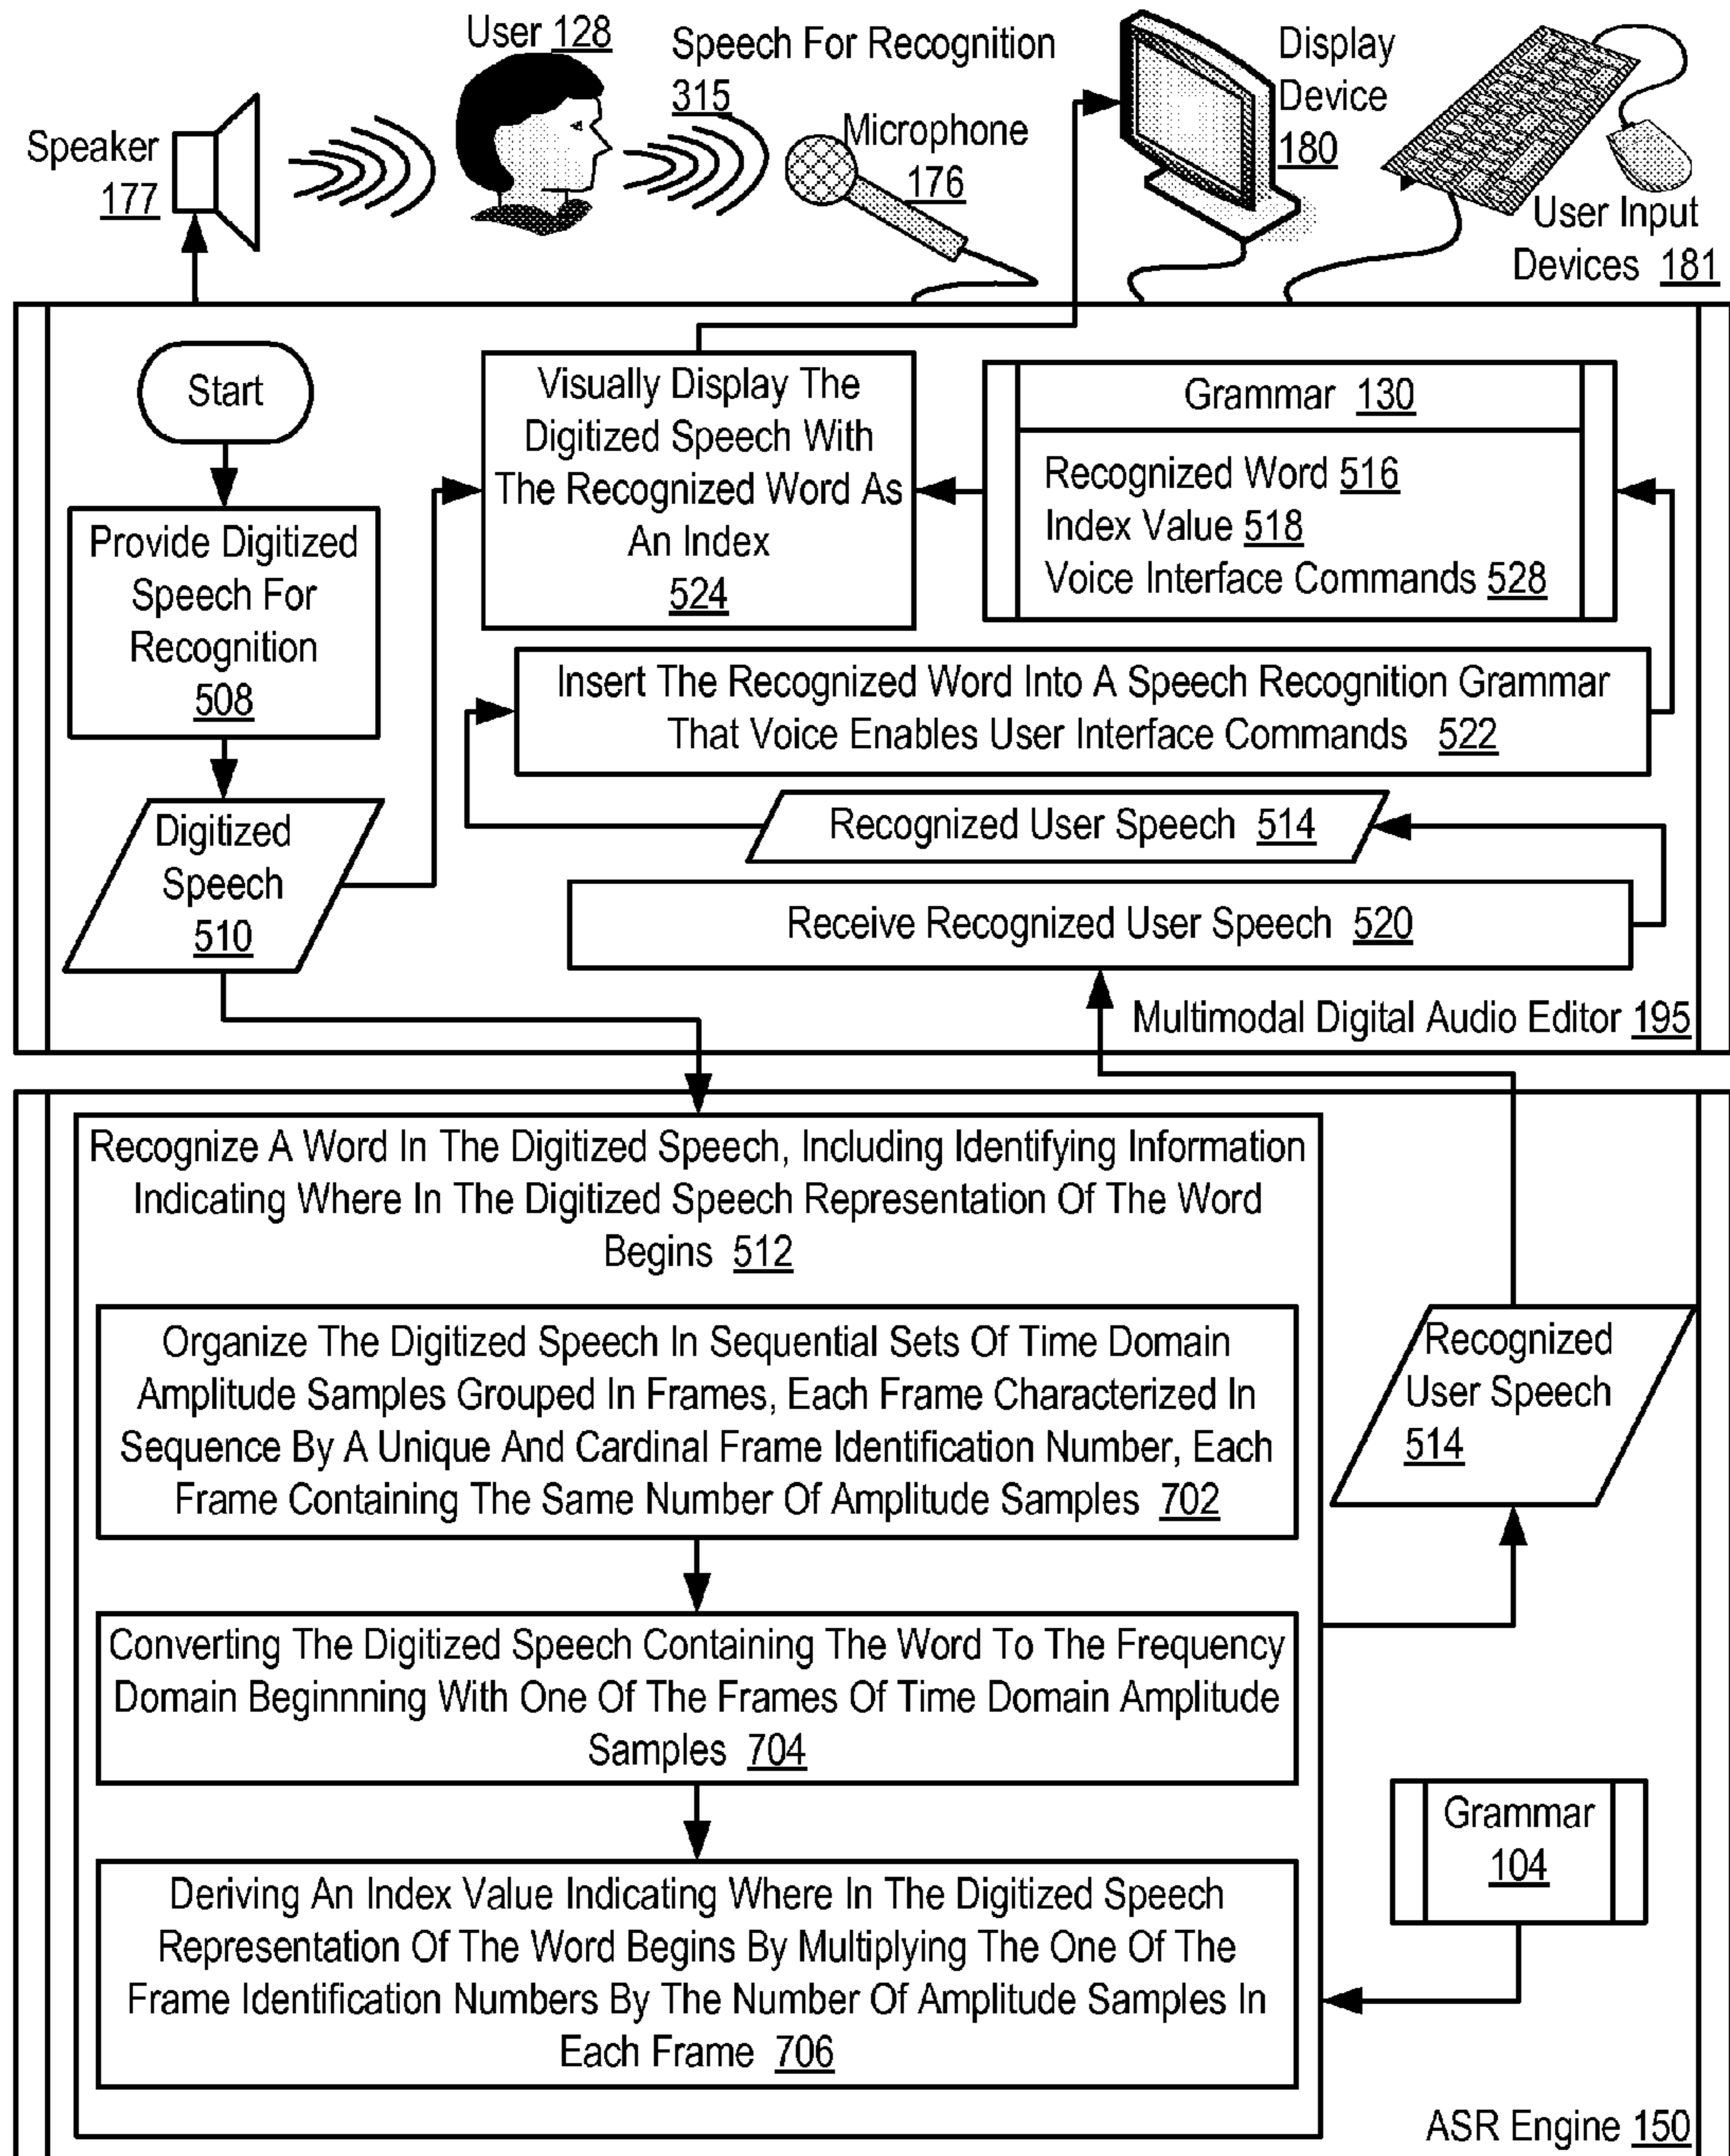 User 128
Speech For Recognition
315
Display
Device
180
Speaker
177
Microphone
176
User Input
Devices 181
Start
Visually Display The
Digitized Speech With
The Recognized Word As
An Index
524
Grammar 130
Recognized Word 516
Index Value 518
Voice Interface Commands 528
Provide Digitized
Speech For
Recognition
508
Insert The Recognized Word Into A Speech Recognition Grammar
That Voice Enables User Interface Commands 522
Digitized
Speech
510
Recognized User Speech 514
Receive Recognized User Speech 520
Multimodal Digital Audio Editor 195
Recognize A Word In The Digitized Speech, Including Identifying Information
Indicating Where In The Digitized Speech Representation Of The Word
Begins 512
Organize The Digitized Speech In Sequential Sets Of Time Domain
Amplitude Samples Grouped In Frames, Each Frame Characterized In
Sequence By A Unique And Cardinal Frame Identification Number, Each
Frame Containing The Same Number Of Amplitude Samples 702
Recognized
User Speech
514
Converting The Digitized Speech Containing The Word To The Frequency
Domain Beginnning With One Of The Frames Of Time Domain Amplitude
Samples 704
Grammar
104
Deriving An Index Value Indicating Where In The Digitized Speech
Representation Of The Word Begins By Multiplying The One Of The
Frame Identification Numbers By The Number Of Amplitude Samples In
Each Frame 706
ASR Engine 150